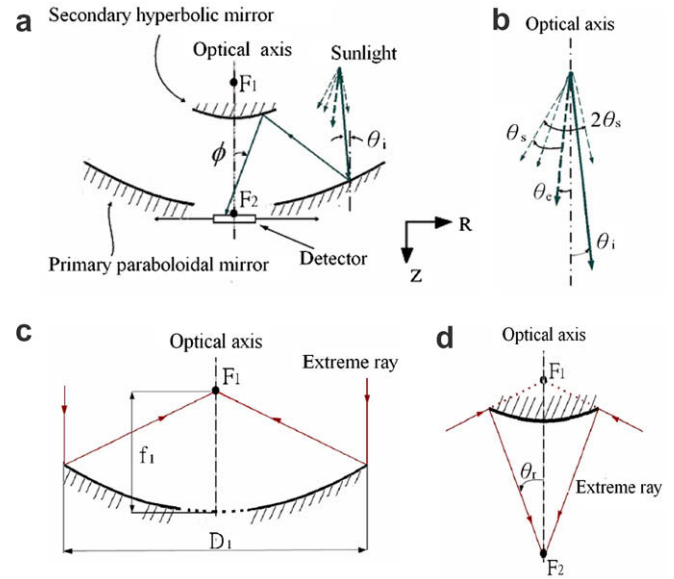 a
Secondary hyperbolic mirror
Optical axis
Sunlight
F1
θi
ϕ
F2
R
Z
Detector
Primary paraboloidal mirror
b
Optical axis
θs
2θs
θe
θi
c
Optical axis
Extreme ray
F1
f1
D1
d
Optical axis
F1
θr
Extreme ray
F2